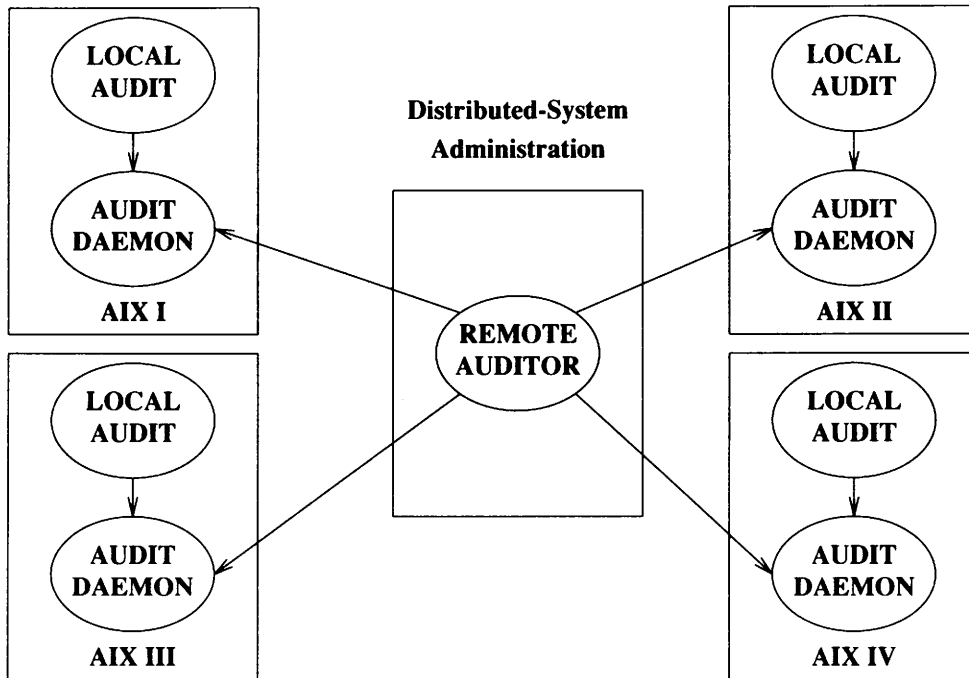 LOCAL
AUDIT
AUDIT
DAEMON
AIX I
Distributed-System
Administration
REMOTE
AUDITOR
LOCAL
AUDIT
AUDIT
DAEMON
AIX II
LOCAL
AUDIT
AUDIT
DAEMON
AIX III
LOCAL
AUDIT
AUDIT
DAEMON
AIX IV